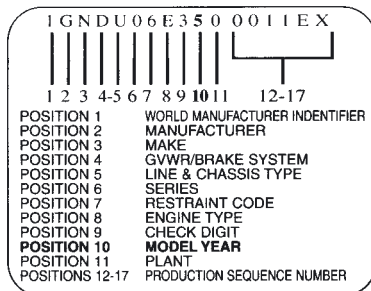 1GNDU06E3500011EX
1 2 3 4-5 6 7 8 9 10 11 12-17
POSITION 1 WORLD MANUFACTURER INDENTIFIER
POSITION 2 MANUFACTURER
POSITION 3 MAKE
POSITION 4 GVWR/BRAKE SYSTEM
POSITION 5 LINE & CHASSIS TYPE
POSITION 6 SERIES
POSITION 7 RESTRAINT CODE
POSITION 8 ENGINE TYPE
POSITION 9 CHECK DIGIT
POSITION 10 MODEL YEAR
POSITION 11 PLANT
POSITIONS 12-17 PRODUCTION SEQUENCE NUMBER